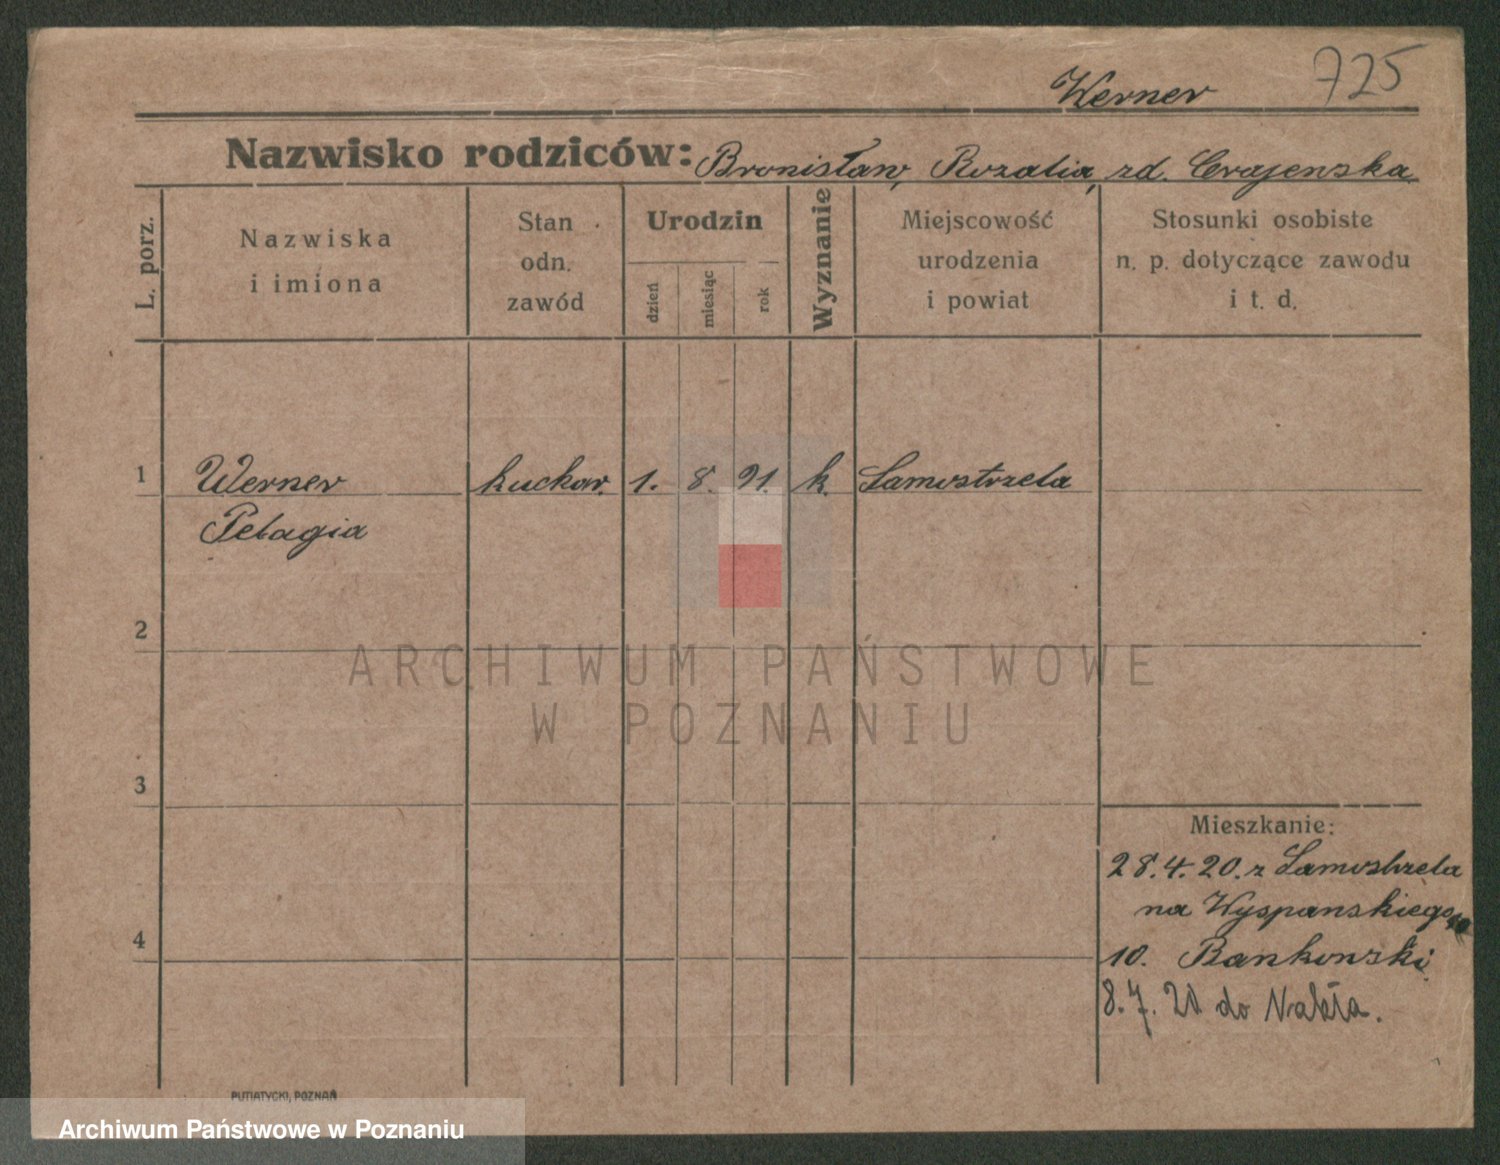 Werner 725
Nazwisko rodziców: Bronisław, Rozalia, zd. Crajenska.
L. porz.
Nazwiska
i imiona
Stan
odn.
zawód
Urodzin
dzień
miesiąc
rok
Wyznanie
Miejscowość
urodzenia
i powiat
Stosunki osobiste
n. p. dotyczące zawodu
i t. d.
1 Werner kuchar. 1. 8. 91. k. Samostrzela
Pelagia
2
3
4
Mieszkanie:
28.4.20. z Samostrzela
na Wyspanskiego
10. Bankowski
8.7.21 do Nakła.
PUTIATYCKI, POZNAŃ
ARCHIWUM PAŃSTWOWE
W POZNANIU
Archiwum Państwowe w Poznaniu